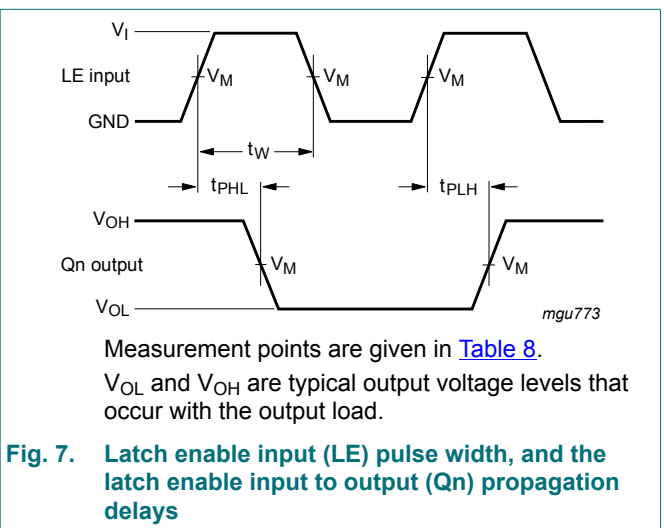 VI
LE input
VM VM VM
GND
tW
tPHL tPLH
VOH
Qn output
VM VM
VOL
mgu773
Measurement points are given in Table 8.
VOL and VOH are typical output voltage levels that
occur with the output load.
Fig. 7. Latch enable input (LE) pulse width, and the
latch enable input to output (Qn) propagation
delays